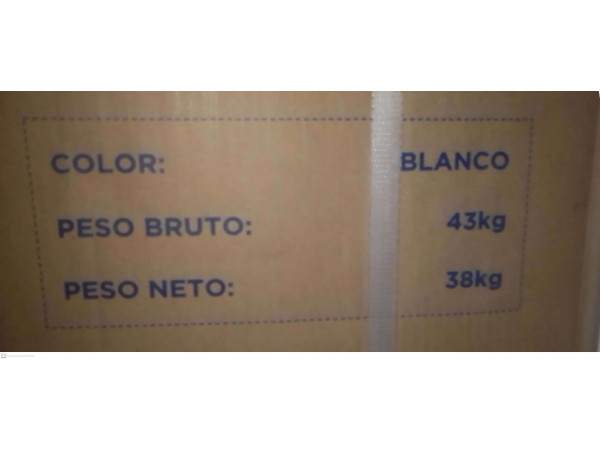 COLOR: BLANCO
PESO BRUTO: 43kg
PESO NETO: 38kg